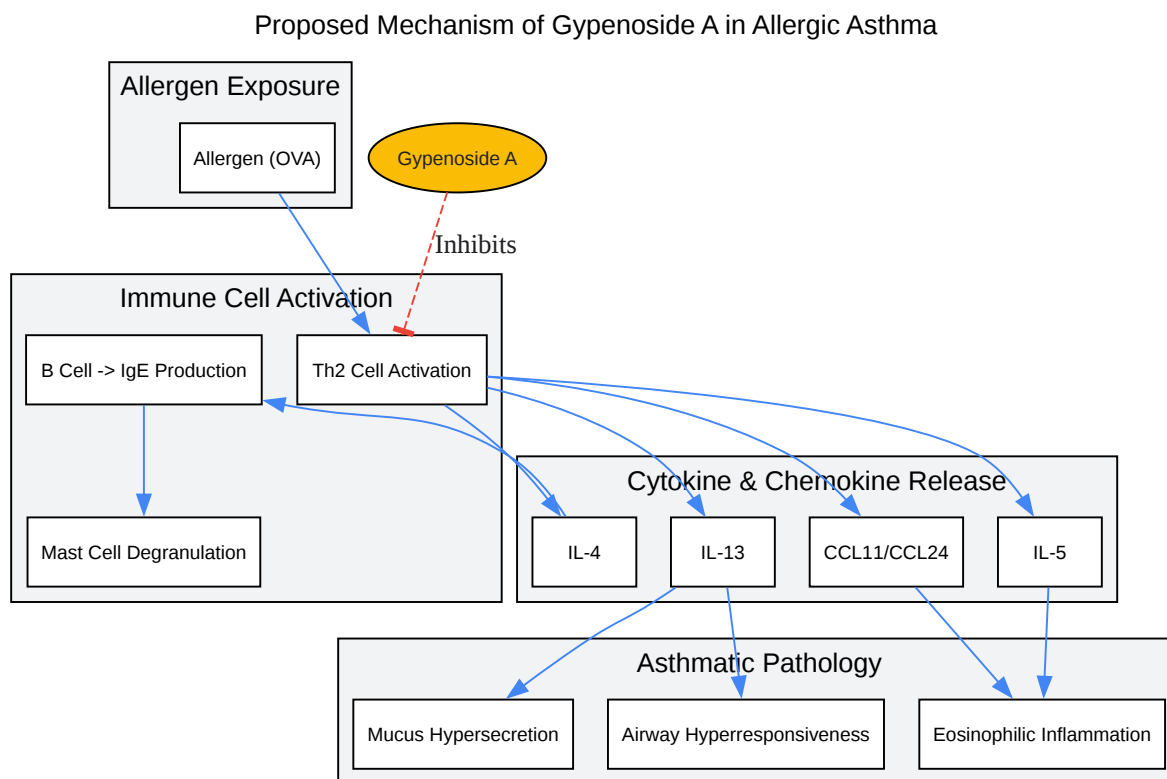 Proposed Mechanism of Gypenoside A in Allergic Asthma
Allergen Exposure
Allergen (OVA)
Gypenoside A
Inhibits
Immune Cell Activation
B Cell -> IgE Production
Th2 Cell Activation
Mast Cell Degranulation
Cytokine & Chemokine Release
IL-4
IL-13
CCL11/CCL24
IL-5
Asthmatic Pathology
Mucus Hypersecretion
Airway Hyperresponsiveness
Eosinophilic Inflammation